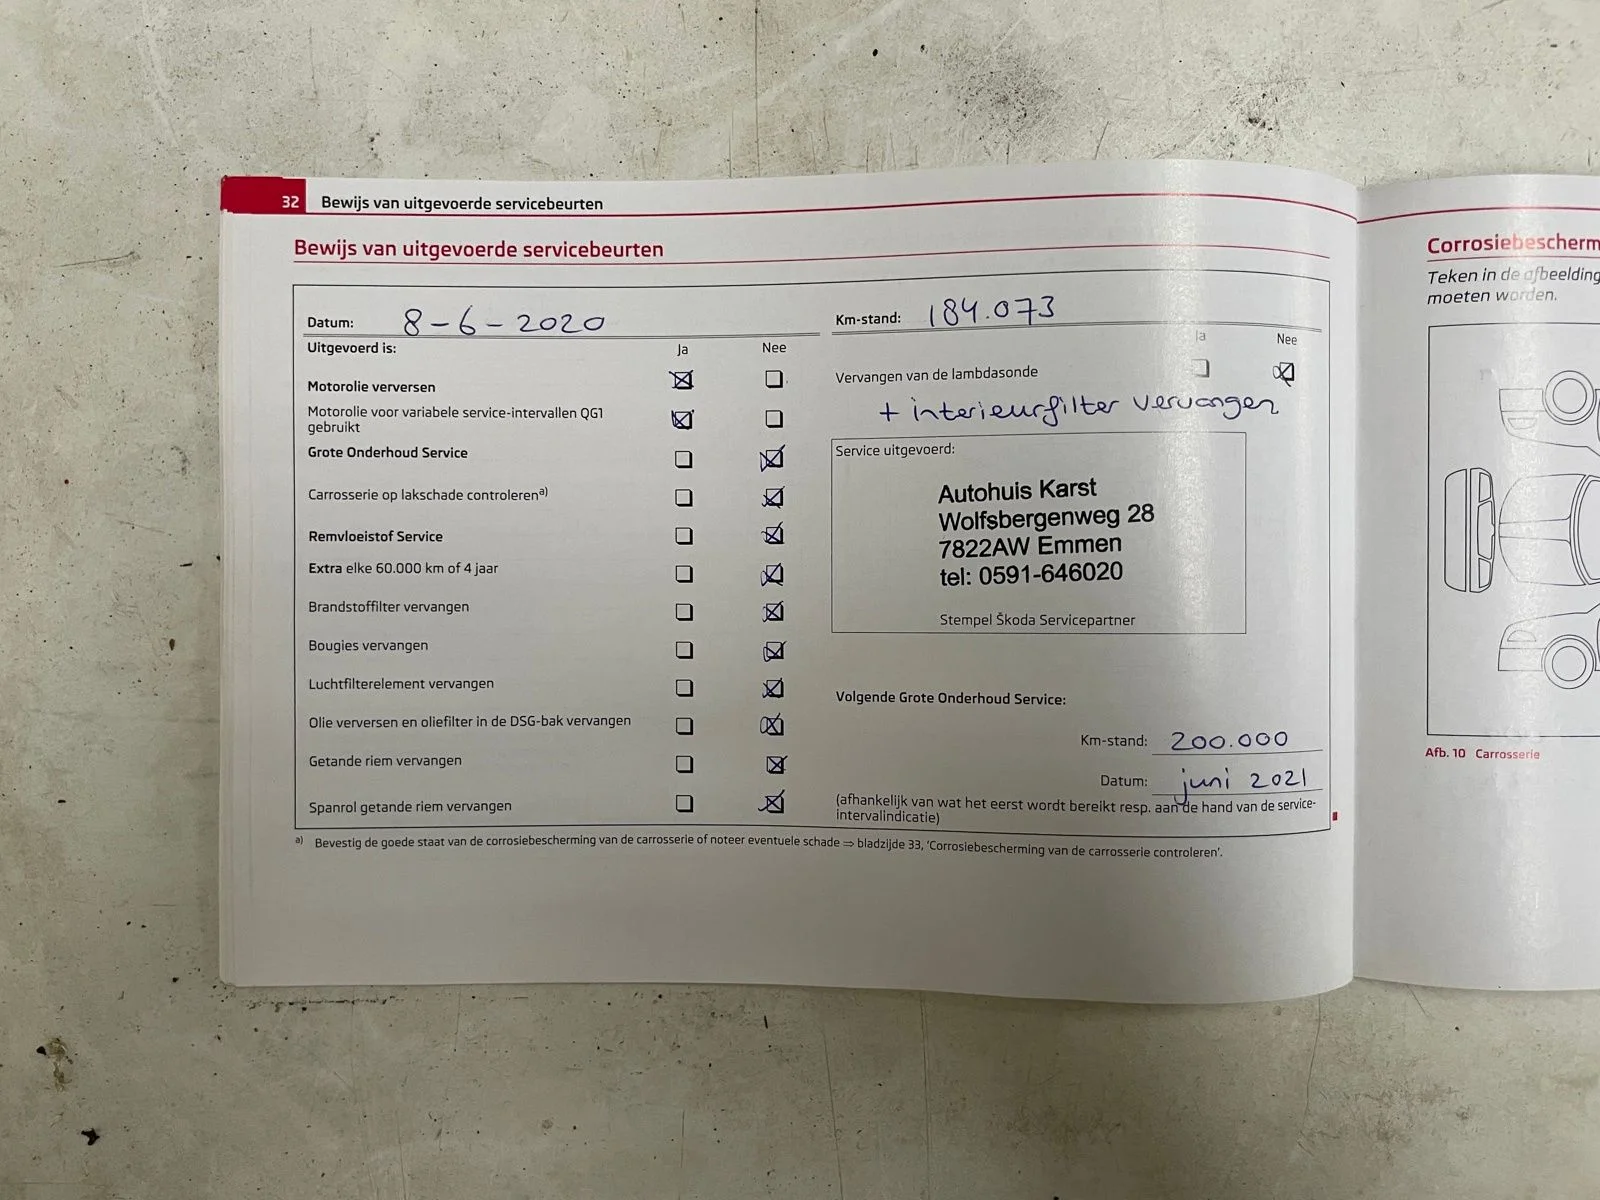 32 Bewijs van uitgevoerde servicebeurten
Bewijs van uitgevoerde servicebeurten
Datum: 8-6-2020
Uitgevoerd is: Ja Nee
Motorolie verversen
Motorolie voor variabele service-intervallen QG1
gebruikt
Grote Onderhoud Service
Carrosserie op lakschade controleren a)
Remvloeistof Service
Extra elke 60.000 km of 4 jaar
Brandstoffilter vervangen
Bougies vervangen
Luchtfilterelement vervangen
Olie verversen en oliefilter in de DSG-bak vervangen
Getande riem vervangen
Spanrol getande riem vervangen
Km-stand: 184.073
Ja Nee
Vervangen van de lambdasonde
+ interieurfilter vervangen
Service uitgevoerd:
Autohuis Karst
Wolfsbergenweg 28
7822AW Emmen
tel: 0591-646020
Stempel Škoda Servicepartner
Volgende Grote Onderhoud Service:
Km-stand: 200.000
Datum: juni 2021
(afhankelijk van wat het eerst wordt bereikt resp. aan de hand van de service-
intervalindicatie)
a) Bevestig de goede staat van de corrosiebescherming van de carrosserie of noteer eventuele schade ⇒ bladzijde 33, 'Corrosiebescherming van de carrosserie controleren'.
Corrosiebescherm
Teken in de afbeelding
moeten worden.
Afb. 10 Carrosserie